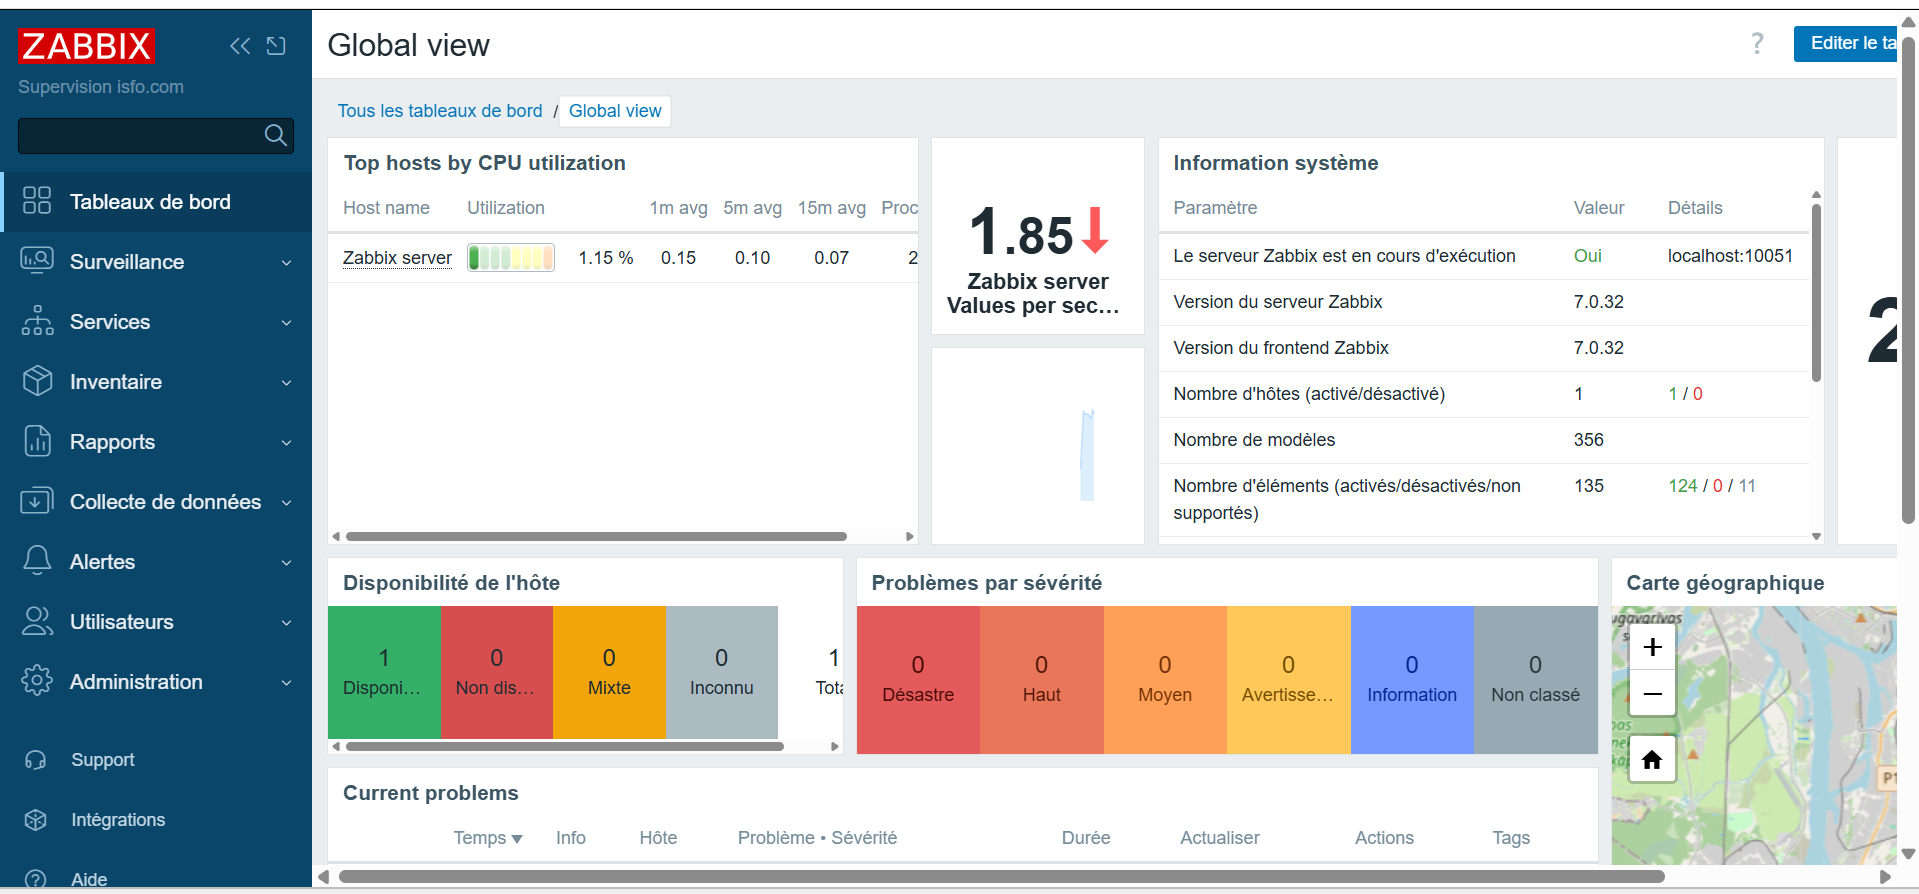 ZABBIX
Supervision isfo.com
Tableaux de bord
Surveillance
Services
Inventaire
Rapports
Collecte de données
Alertes
Utilisateurs
Administration
Support
Intégrations
Aide
Global view
?
Editer le ta
Tous les tableaux de bord / Global view
Top hosts by CPU utilization
Host name Utilization 1m avg 5m avg 15m avg Proc
Zabbix server 1.15 % 0.15 0.10 0.07 2
1.85
Zabbix server
Values per sec…
Information système
Paramètre Valeur Détails
Le serveur Zabbix est en cours d'exécution Oui localhost:10051
Version du serveur Zabbix 7.0.32
Version du frontend Zabbix 7.0.32
Nombre d'hôtes (activé/désactivé) 1 1 / 0
Nombre de modèles 356
Nombre d'éléments (activés/désactivés/non supportés) 135 124 / 0 / 11
2
Disponibilité de l'hôte
1 Disponi…
0 Non dis…
0 Mixte
0 Inconnu
1 Tota
Problèmes par sévérité
0 Désastre
0 Haut
0 Moyen
0 Avertisse…
0 Information
0 Non classé
Carte géographique
+
−
P1
Current problems
Temps Info Hôte Problème • Sévérité Durée Actualiser Actions Tags